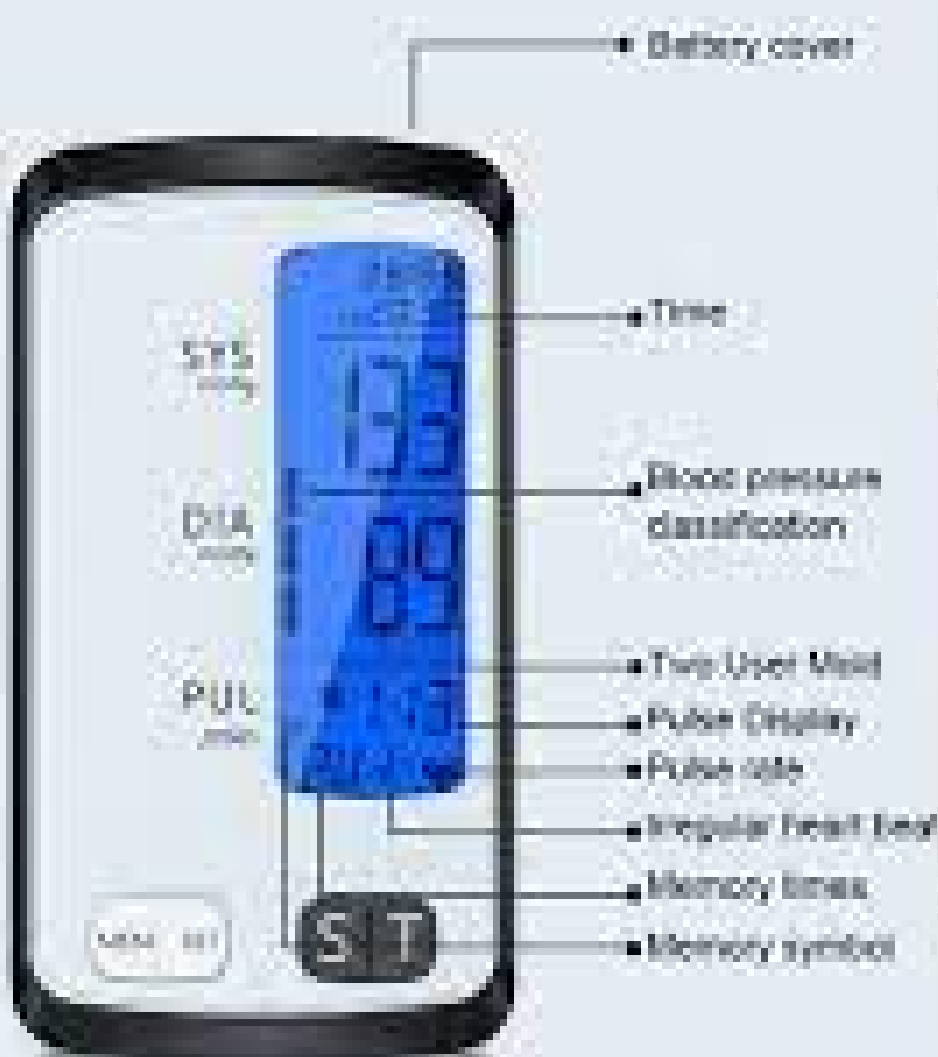 Battery cover
Time
SYS
133
Blood pressure
classification
DIA
89
Two User Mold
PUL
Pulse Display
Pulse rate
Irregular heart beat
Memory times
S T
Memory symbol